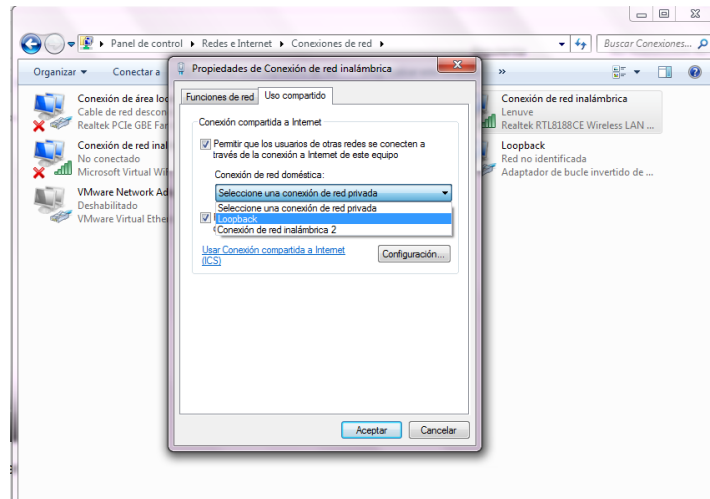 Panel de control ▸ Redes e Internet ▸ Conexiones de red ▸
Buscar Conexiones...
Organizar
Conectar a
»
Conexión de área loc
Cable de red descon
Realtek PCIe GBE Far
Conexión de red inal
No conectado
Microsoft Virtual Wif
VMware Network Ad
Deshabilitado
VMware Virtual Ether
Propiedades de Conexión de red inalámbrica
Funciones de red
Uso compartido
Conexión compartida a Internet
Permitir que los usuarios de otras redes se conecten a
través de la conexión a Internet de este equipo
Conexión de red doméstica:
Seleccione una conexión de red privada
Seleccione una conexión de red privada
Loopback
Conexión de red inalámbrica 2
Usar Conexión compartida a Internet
(ICS)
Configuración...
Aceptar
Cancelar
Conexión de red inalámbrica
Lenuve
Realtek RTL8188CE Wireless LAN ...
Loopback
Red no identificada
Adaptador de bucle invertido de ...